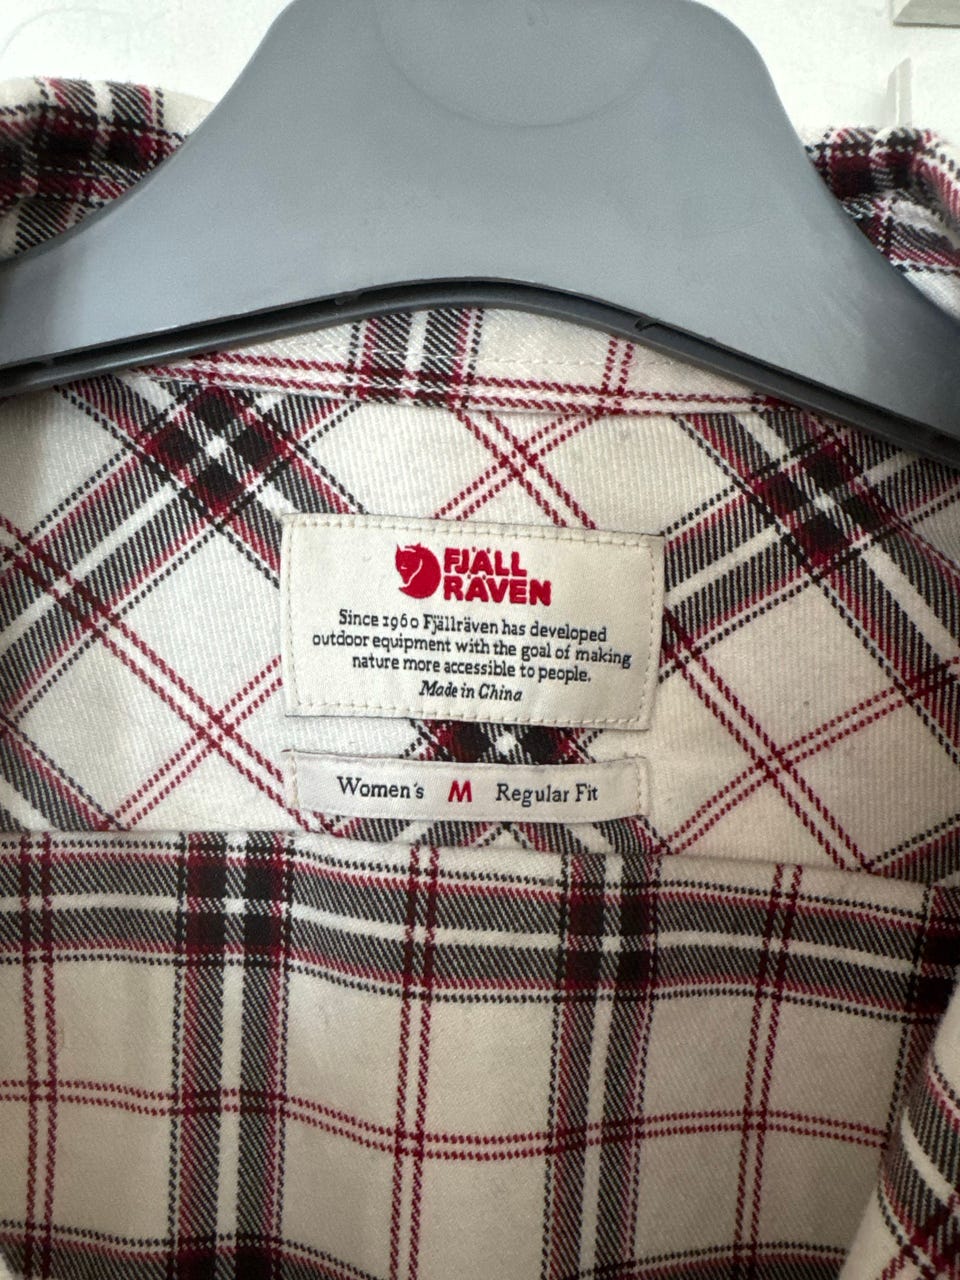 FJÄLL
RÄVEN
Since 1960 Fjällräven has developed
outdoor equipment with the goal of making
nature more accessible to people.
Made in China
Women's M Regular Fit